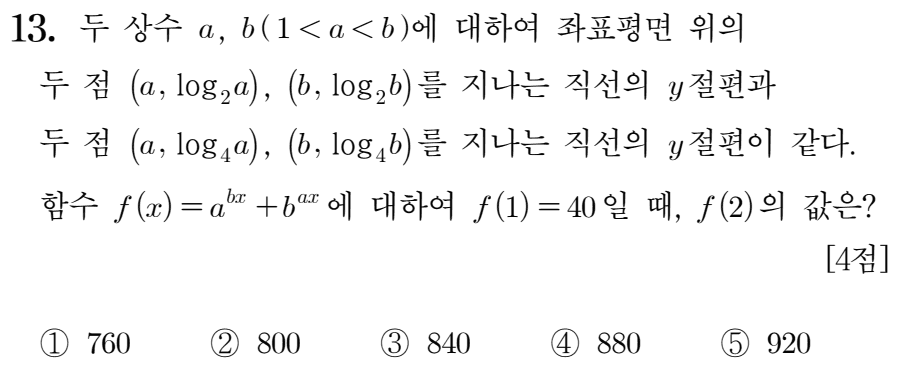 13. 두 상수 a, b(1<a<b)에 대하여 좌표평면 위의
두 점 (a, log₂a), (b, log₂b)를 지나는 직선의 y절편과
두 점 (a, log₄a), (b, log₄b)를 지나는 직선의 y절편이 같다.
함수 f(x)=a^{bx}+b^{ax}에 대하여 f(1)=40일 때, f(2)의 값은?
[4점]
① 760 ② 800 ③ 840 ④ 880 ⑤ 920